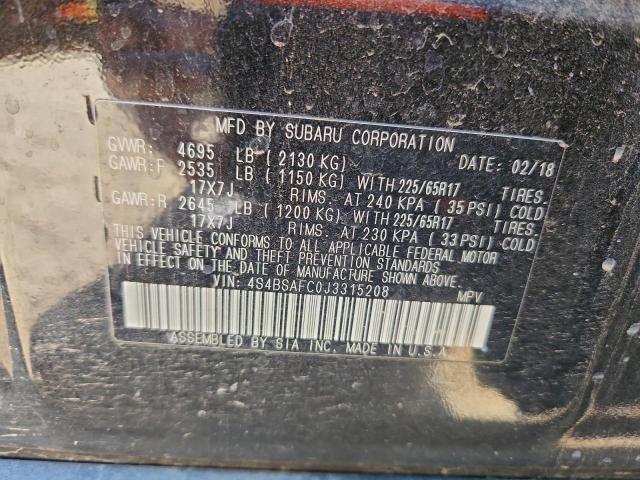 MFD BY SUBARU CORPORATION
GVWR: 4695 LB ( 2130 KG) DATE: 02/18
GAWR:F 2535 LB ( 1150 KG) WITH 225/65R17 TIRES.
17X7J RIMS. AT 240 KPA ( 35 PSI) COLD
GAWR:R 2645 LB ( 1200 KG) WITH 225/65R17 TIRES.
17X7J RIMS. AT 230 KPA ( 33 PSI) COLD
THIS VEHICLE CONFORMS TO ALL APPLICABLE FEDERAL MOTOR
VEHICLE SAFETY AND THEFT PREVENTION STANDARDS
IN EFFECT ON THE DATE OF MANUFACTURE SHOWN ABOVE.
VIN: 4S4BSAFC0J3315208 MPV
ASSEMBLED BY SIA INC. MADE IN U.S.A